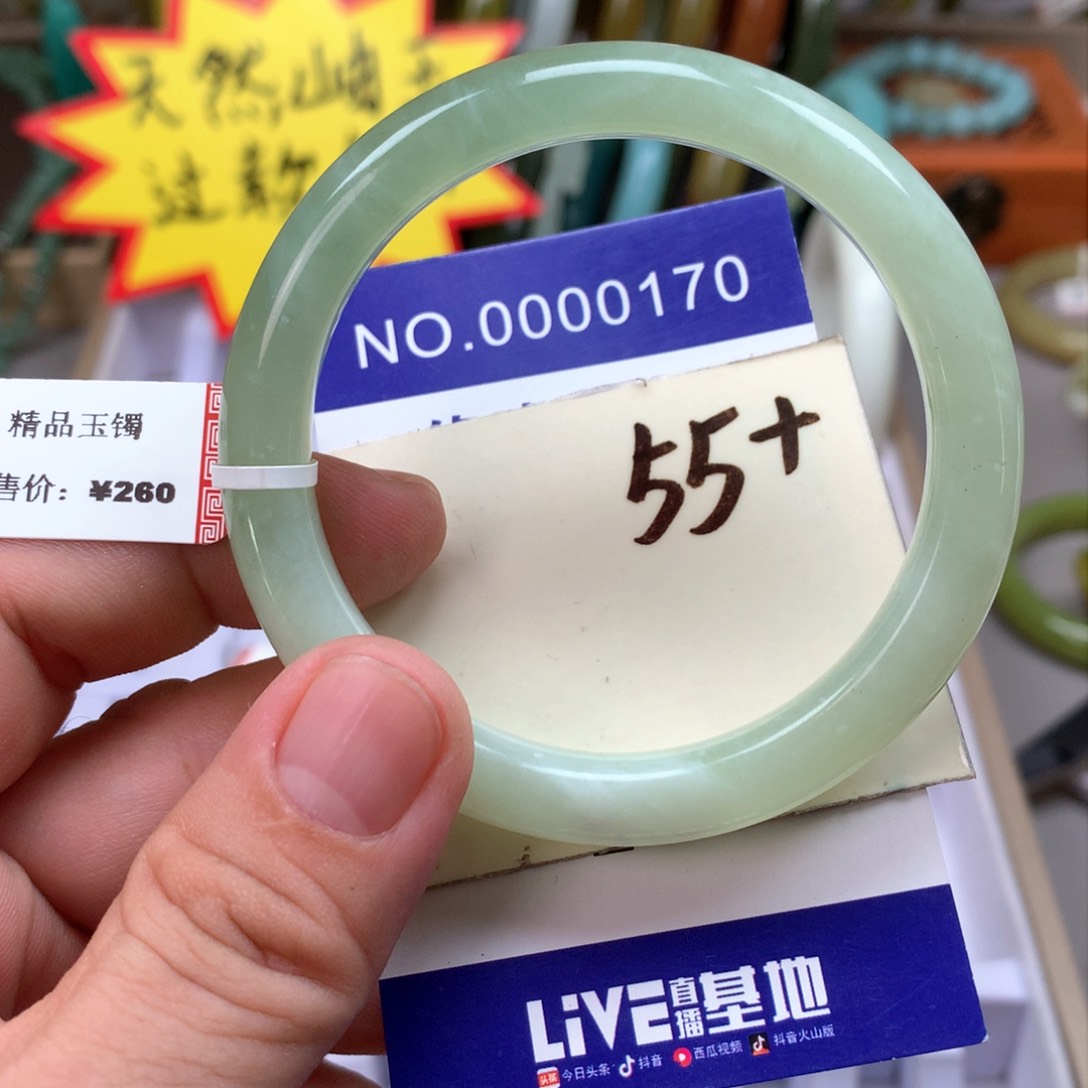 天然岫玉
这款
NO.0000170
55+
精品玉镯
售价：¥260
LiVE直播基地
头条 今日头条 抖音 西瓜视频 抖音火山版